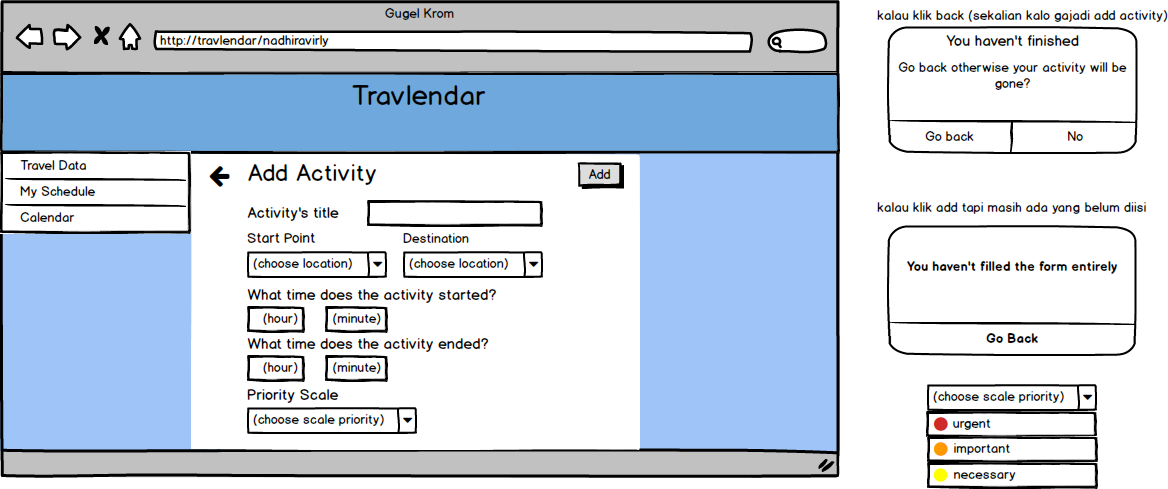 Gugel Krom
http://travlendar/nadhiravirly
Travlendar
Travel Data
My Schedule
Calendar
Add Activity
Add
Activity's title
Start Point
Destination
(choose location)
(choose location)
What time does the activity started?
(hour)
(minute)
What time does the activity ended?
(hour)
(minute)
Priority Scale
(choose scale priority)
kalau klik back (sekalian kalo gajadi add activity)
You haven't finished
Go back otherwise your activity will be
gone?
Go back
No
kalau klik add tapi masih ada yang belum diisi
You haven't filled the form entirely
Go Back
(choose scale priority)
urgent
important
necessary